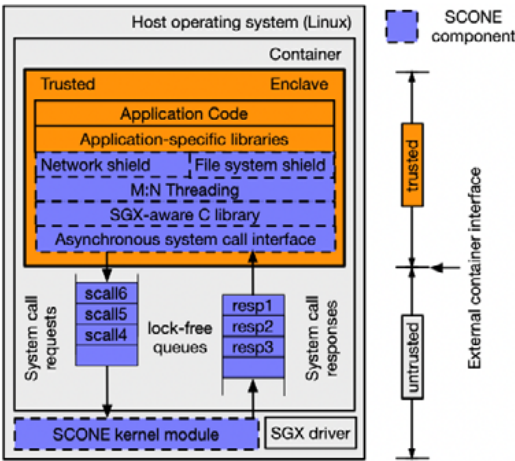 Host operating system (Linux)
SCONE
component
Container
Trusted
Enclave
Application Code
Application-specific libraries
Network shield
File system shield
M:N Threading
SGX-aware C library
Asynchronous system call interface
trusted
External container interface
untrusted
System call
requests
scall6
scall5
scall4
lock-free
queues
resp1
resp2
resp3
System call
responses
SCONE kernel module
SGX driver